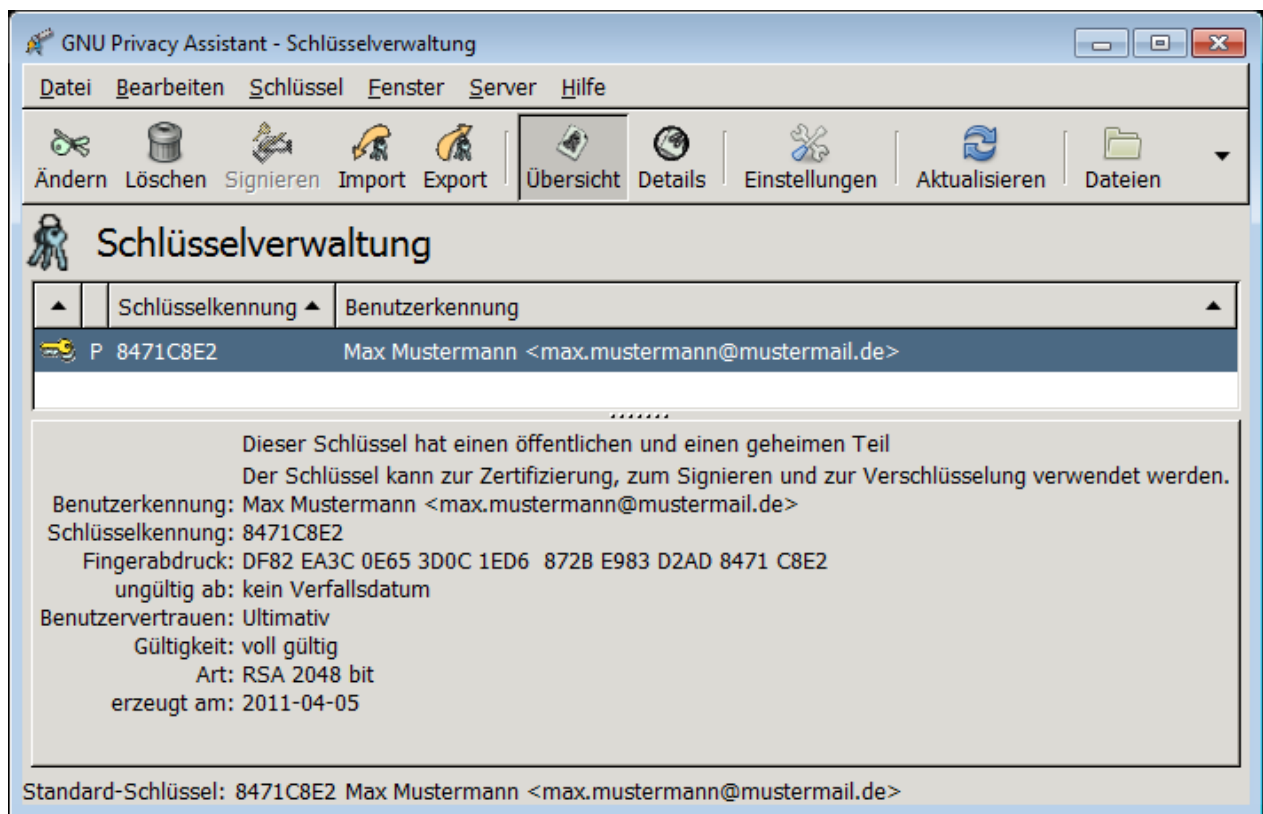 GNU Privacy Assistant - Schlüsselverwaltung
Datei Bearbeiten Schlüssel Fenster Server Hilfe
Ändern Löschen Signieren Import Export Übersicht Details Einstellungen Aktualisieren Dateien
Schlüsselverwaltung
Schlüsselkennung Benutzerkennung
P 8471C8E2 Max Mustermann <max.mustermann@mustermail.de>
Dieser Schlüssel hat einen öffentlichen und einen geheimen Teil
Der Schlüssel kann zur Zertifizierung, zum Signieren und zur Verschlüsselung verwendet werden.
Benutzerkennung: Max Mustermann <max.mustermann@mustermail.de>
Schlüsselkennung: 8471C8E2
Fingerabdruck: DF82 EA3C 0E65 3D0C 1ED6  872B E983 D2AD 8471 C8E2
ungültig ab: kein Verfallsdatum
Benutzervertrauen: Ultimativ
Gültigkeit: voll gültig
Art: RSA 2048 bit
erzeugt am: 2011-04-05
Standard-Schlüssel: 8471C8E2 Max Mustermann <max.mustermann@mustermail.de>